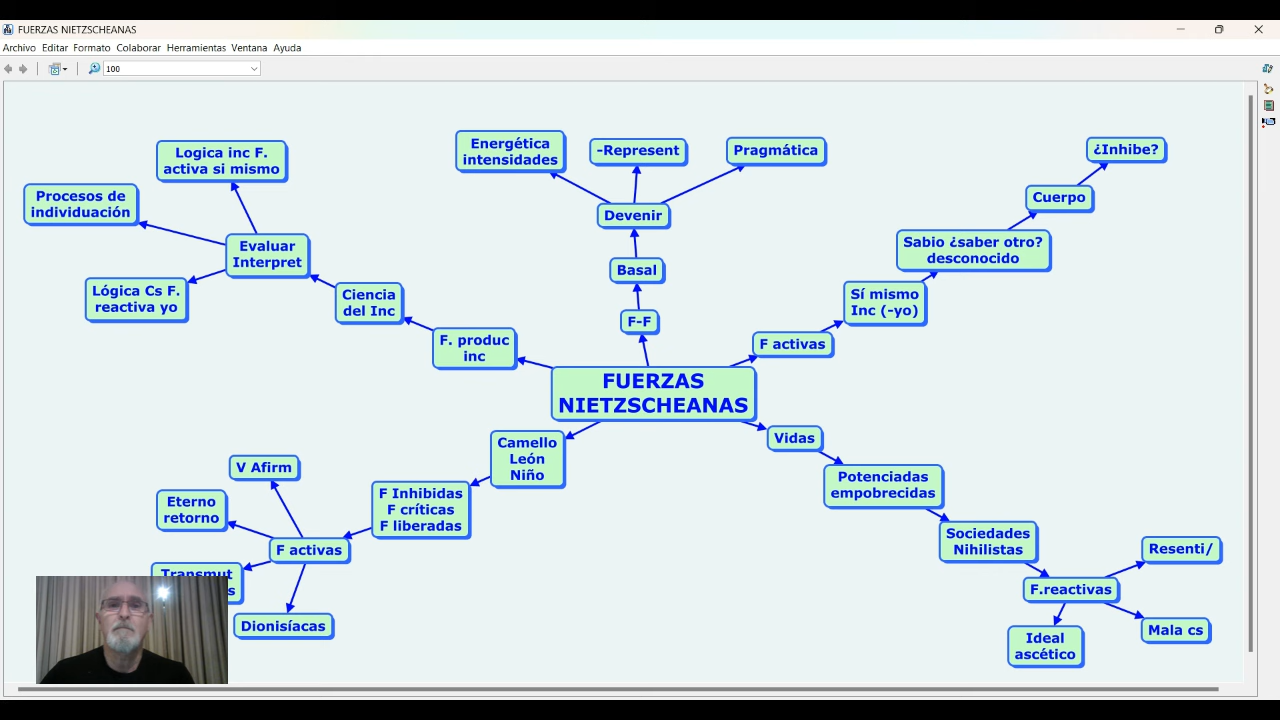 FUERZAS NIETZSCHEANAS
Archivo Editar Formato Colaborar Herramientas Ventana Ayuda
100
Energética
intensidades
-Represent
Pragmática
¿Inhibe?
Logica inc F.
activa si mismo
Procesos de
individuación
Cuerpo
Devenir
Evaluar
Interpret
Sabio ¿saber otro?
desconocido
Basal
Lógica Cs F.
reactiva yo
Ciencia
del Inc
Sí mismo
Inc (-yo)
F-F
F. produc
inc
F activas
FUERZAS
NIETZSCHEANAS
Camello
León
Niño
Vidas
V Afirm
Potenciadas
empobrecidas
Eterno
retorno
F Inhibidas
F críticas
F liberadas
Sociedades
Nihilistas
F activas
Resenti/
Transmut
F.reactivas
Dionisíacas
Mala cs
Ideal
ascético